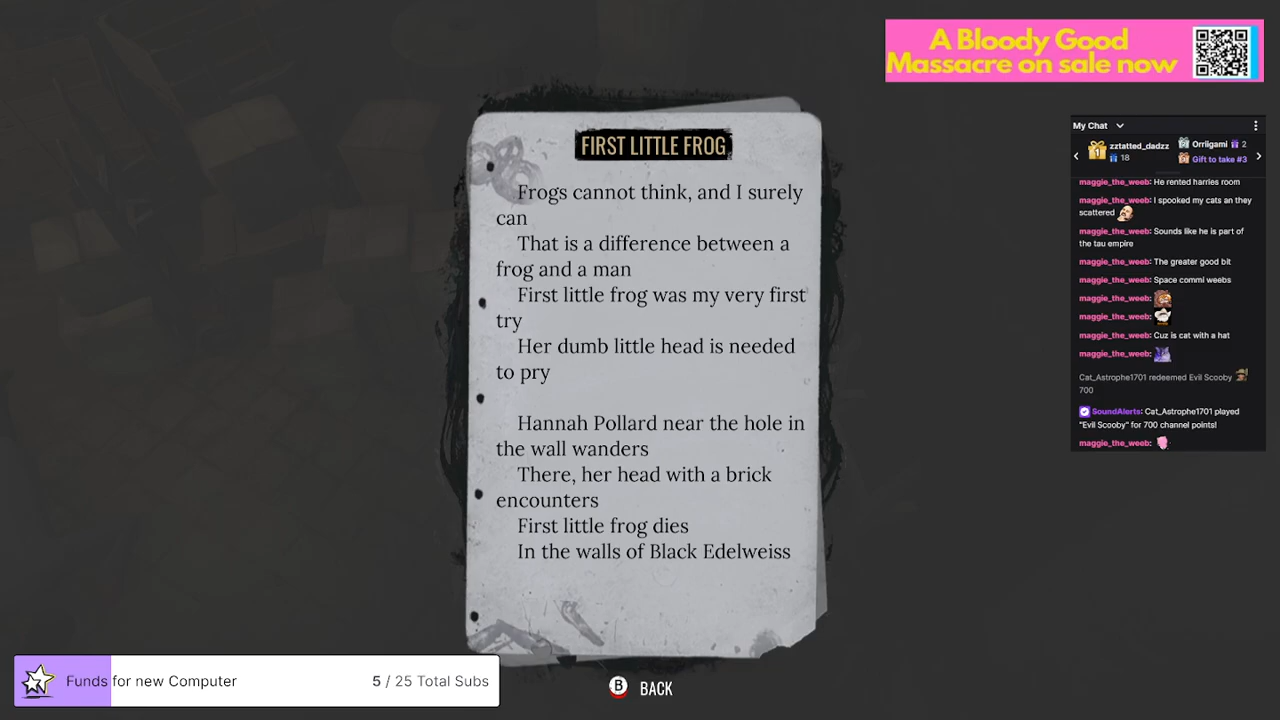 A Bloody Good
Massacre on sale now
FIRST LITTLE FROG
Frogs cannot think, and I surely
can
That is a difference between a
frog and a man
First little frog was my very first
try
Her dumb little head is needed
to pry
Hannah Pollard near the hole in
the wall wanders
There, her head with a brick
encounters
First little frog dies
In the walls of Black Edelweiss
My Chat
1
zztatted_dadzz
18
Orriigami 2
Gift to take #3
maggie_the_weeb: He rented harries room
maggie_the_weeb: I spooked my cats an they
scattered
maggie_the_weeb: Sounds like he is part of
the tau empire
maggie_the_weeb: The greater good bit
maggie_the_weeb: Space commi weebs
maggie_the_weeb:
maggie_the_weeb:
maggie_the_weeb: Cuz is cat with a hat
maggie_the_weeb:
Cat_Astrophe1701 redeemed Evil Scooby
700
SoundAlerts: Cat_Astrophe1701 played
"Evil Scooby" for 700 channel points!
maggie_the_weeb:
Funds for new Computer 5 / 25 Total Subs
B BACK